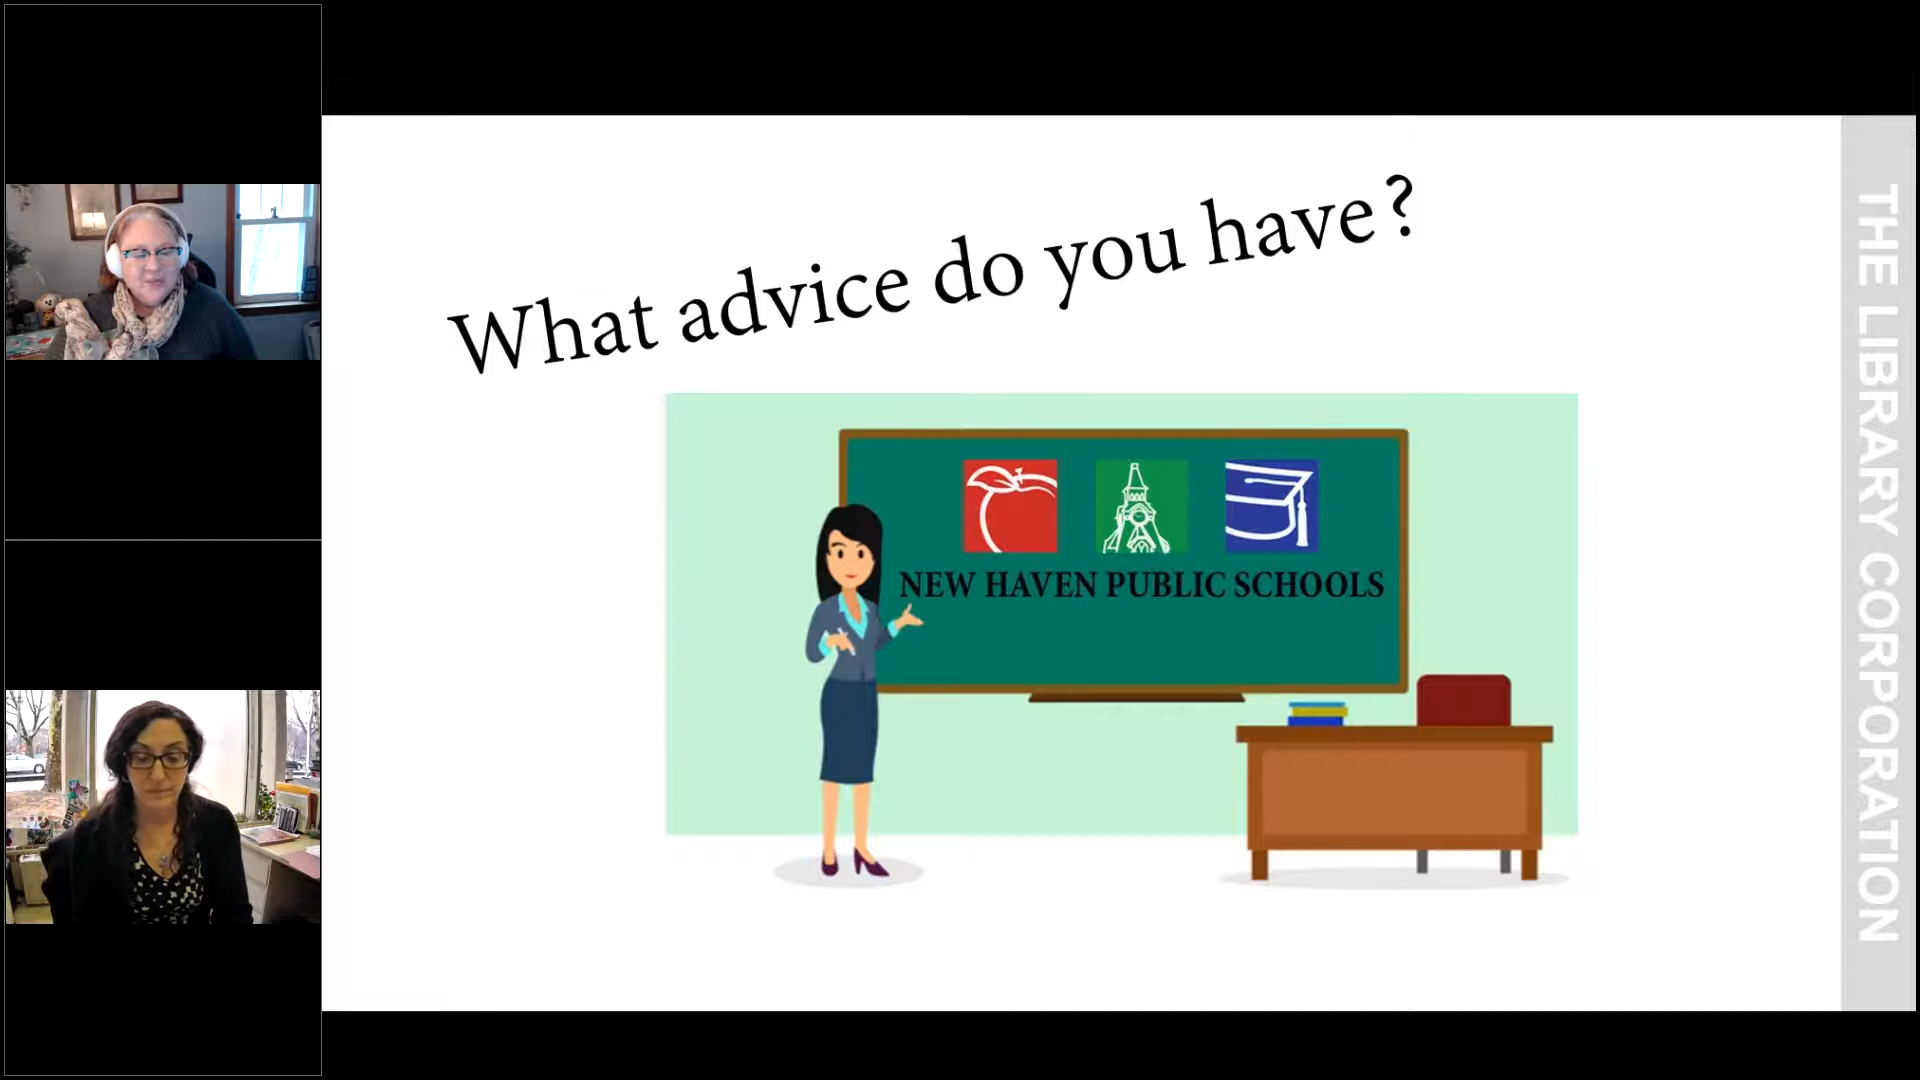 What advice do you have?
NEW HAVEN PUBLIC SCHOOLS
THE LIBRARY CORPORATION